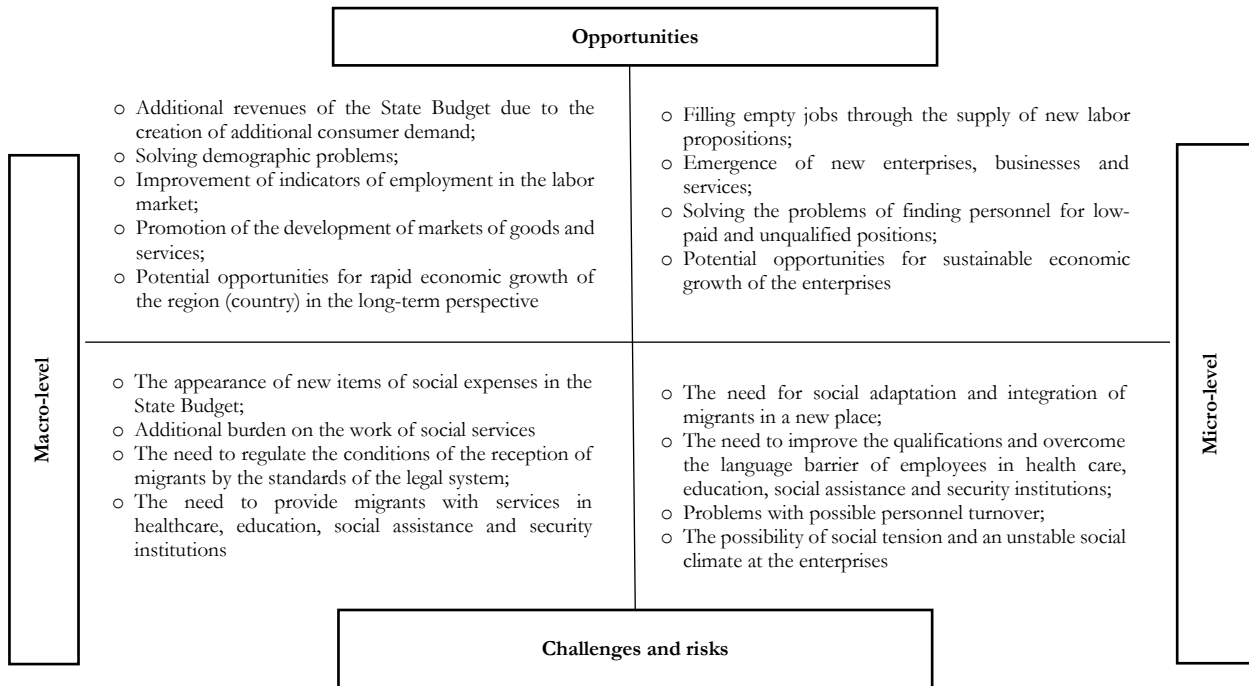 Opportunities
○ Additional revenues of the State Budget due to the
creation of additional consumer demand;
○ Solving demographic problems;
○ Improvement of indicators of employment in the labor
market;
○ Promotion of the development of markets of goods and
services;
○ Potential opportunities for rapid economic growth of
the region (country) in the long-term perspective
○ Filling empty jobs through the supply of new labor
propositions;
○ Emergence of new enterprises, businesses and
services;
○ Solving the problems of finding personnel for low-
paid and unqualified positions;
○ Potential opportunities for sustainable economic
growth of the enterprises
Macro-level
Micro-level
○ The appearance of new items of social expenses in the
State Budget;
○ Additional burden on the work of social services
○ The need to regulate the conditions of the reception of
migrants by the standards of the legal system;
○ The need to provide migrants with services in
healthcare, education, social assistance and security
institutions
○ The need for social adaptation and integration of
migrants in a new place;
○ The need to improve the qualifications and overcome
the language barrier of employees in health care,
education, social assistance and security institutions;
○ Problems with possible personnel turnover;
○ The possibility of social tension and an unstable social
climate at the enterprises
Challenges and risks